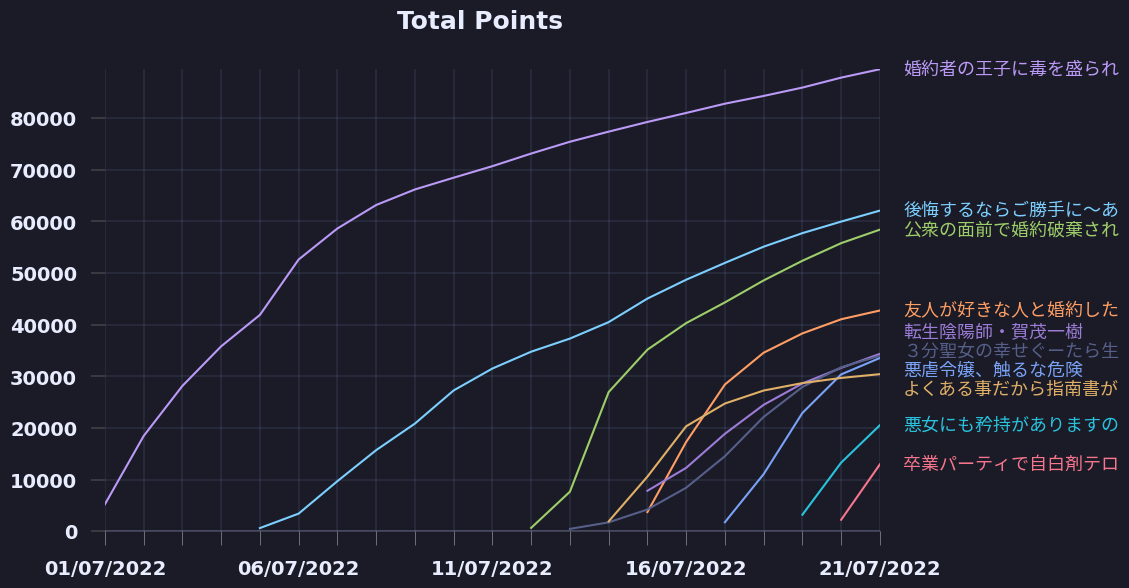 Total Points
婚約者の王子に毒を盛られ
80000
70000
後悔するならご勝手に～あ
60000
公衆の面前で婚約破棄され
50000
友人が好きな人と婚約した
40000
転生陰陽師・賀茂一樹
３分聖女の幸せぐーたら生
悪虐令嬢、触るな危険
30000
よくある事だから指南書が
悪女にも矜持がありますの
20000
卒業パーティで自白剤テロ
10000
0
01/07/2022
06/07/2022
11/07/2022
16/07/2022
21/07/2022